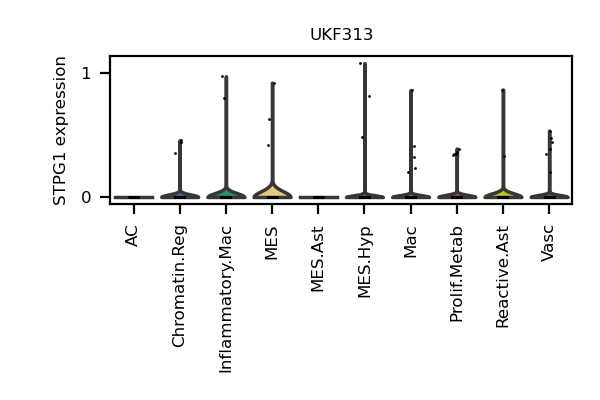 UKF313
STPG1 expression
1
0
AC
Chromatin.Reg
Inflammatory.Mac
MES
MES.Ast
MES.Hyp
Mac
Prolif.Metab
Reactive.Ast
Vasc